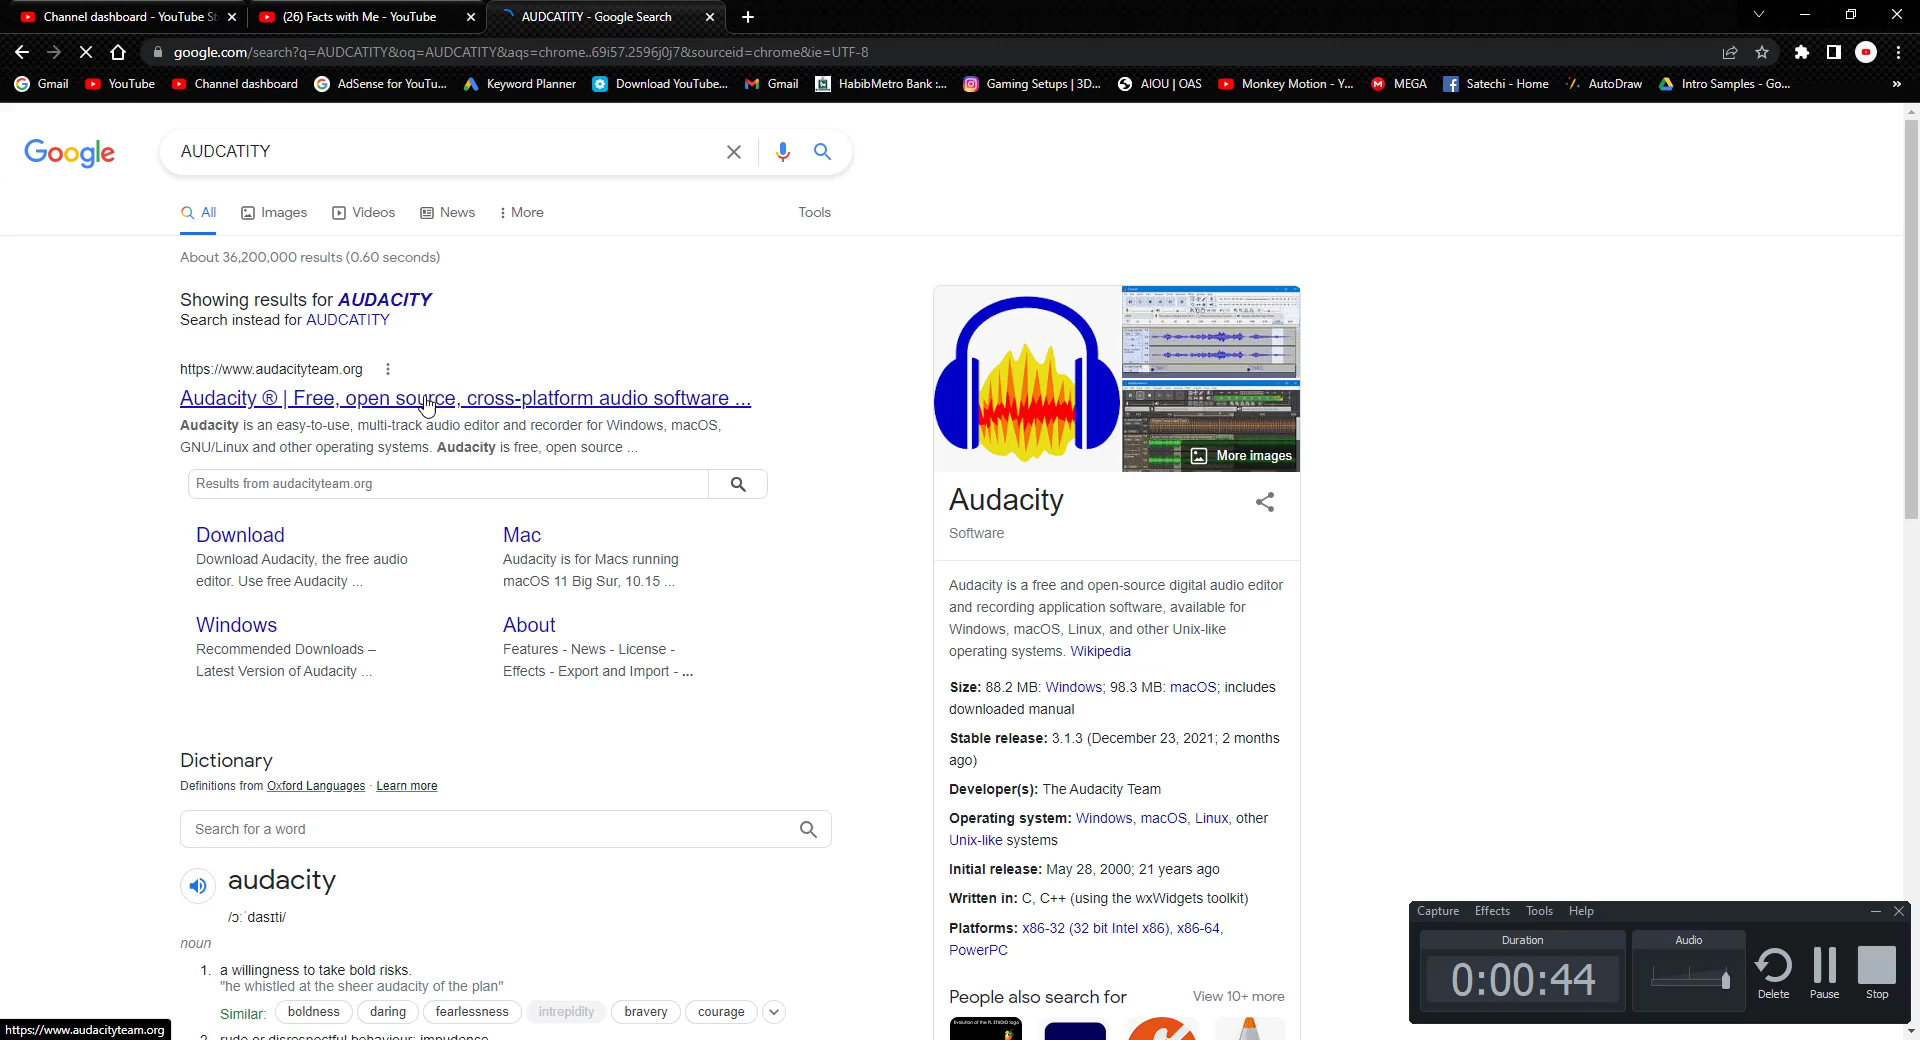 Channel dashboard - YouTube St
(26) Facts with Me - YouTube
AUDCATITY - Google Search
google.com/search?q=AUDCATITY&oq=AUDCATITY&aqs=chrome..69i57.2596j0j7&sourceid=chrome&ie=UTF-8
Gmail
YouTube
Channel dashboard
AdSense for YouTu...
Keyword Planner
Download YouTube...
Gmail
HabibMetro Bank :...
Gaming Setups | 3D...
AIOU | OAS
Monkey Motion - Y...
MEGA
Satechi - Home
AutoDraw
Intro Samples - Go...
»
Google
AUDCATITY
All
Images
Videos
News
More
Tools
About 36,200,000 results (0.60 seconds)
Showing results for AUDACITY
Search instead for AUDCATITY
https://www.audacityteam.org
Audacity ® | Free, open source, cross-platform audio software ...
Audacity is an easy-to-use, multi-track audio editor and recorder for Windows, macOS,
GNU/Linux and other operating systems. Audacity is free, open source ...
Results from audacityteam.org
Download
Download Audacity, the free audio
editor. Use free Audacity ...
Mac
Audacity is for Macs running
macOS 11 Big Sur, 10.15 ...
Windows
Recommended Downloads –
Latest Version of Audacity ...
About
Features - News - License -
Effects - Export and Import - ...
Dictionary
Definitions from Oxford Languages · Learn more
Search for a word
audacity
/ɔːˈdasɪti/
noun
1. a willingness to take bold risks.
"he whistled at the sheer audacity of the plan"
Similar:
boldness
daring
fearlessness
intrepidity
bravery
courage
2. rude or disrespectful behaviour; impudence.
https://www.audacityteam.org
More images
Audacity
Software
Audacity is a free and open-source digital audio editor
and recording application software, available for
Windows, macOS, Linux, and other Unix-like
operating systems. Wikipedia
Size: 88.2 MB: Windows; 98.3 MB: macOS; includes
downloaded manual
Stable release: 3.1.3 (December 23, 2021; 2 months
ago)
Developer(s): The Audacity Team
Operating system: Windows, macOS, Linux, other
Unix-like systems
Initial release: May 28, 2000; 21 years ago
Written in: C, C++ (using the wxWidgets toolkit)
Platforms: x86-32 (32 bit Intel x86), x86-64,
PowerPC
People also search for
View 10+ more
Capture
Effects
Tools
Help
Duration
0:00:44
Audio
Delete
Pause
Stop